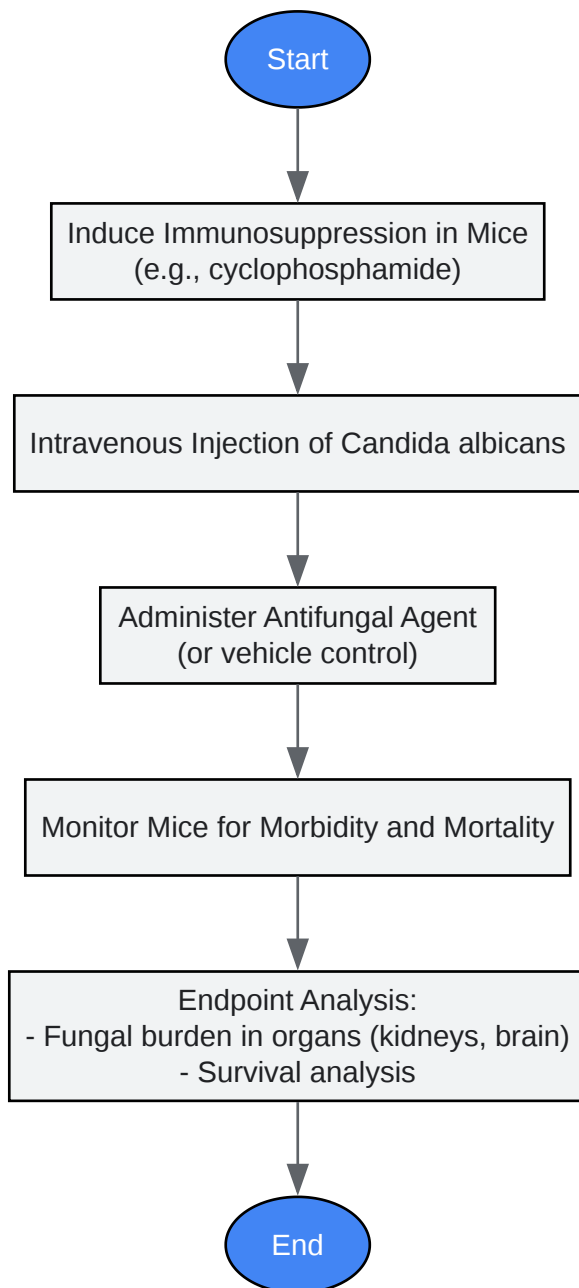 Start
Induce Immunosuppression in Mice
(e.g., cyclophosphamide)
Intravenous Injection of Candida albicans
Administer Antifungal Agent
(or vehicle control)
Monitor Mice for Morbidity and Mortality
Endpoint Analysis:
- Fungal burden in organs (kidneys, brain)
- Survival analysis
End